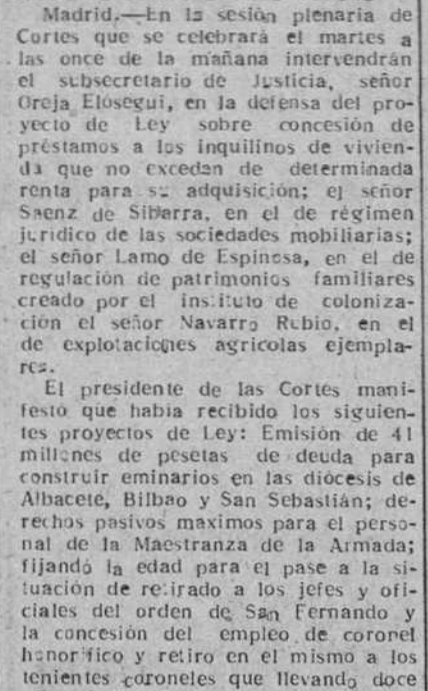 Madrid.—En la sesión plenaria de
Cortes que se celebrará el martes a
las once de la mañana intervendrán
el subsecretario de Justicia, señor
Oreja Elósegui, en la defensa del pro-
yecto de Ley sobre concesión de
préstamos a los inquilinos de vivien-
da que no excedan de determinada
renta para su adquisición; el señor
Saenz de Sibarra, en el de régimen
jurídico de las sociedades mobiliarias;
el señor Lamo de Espinosa, en el de
regulación de patrimonios familiares
creado por el instituto de coloniza-
ción el señor Navarro Rubio, en el
de explotaciones agricolas ejempla-
res.
El presidente de las Cortes mani-
festó que habia recibido los siguien-
tes proyectos de Ley: Emisión de 41
millones de pesetas de deuda para
construir eminarios en las diócesis de
Albacete, Bilbao y San Sebastián; de-
rechos pasivos maximos para el perso-
nal de la Maestranza de la Armada;
fijando la edad para el pase a la si-
tuación de retirado a los jefes y ofi-
ciales del orden de San Fernando y
la concesión del empleo de coronel
honorífico y retiro en el mismo a los
tenientes coroneles que llevando doce